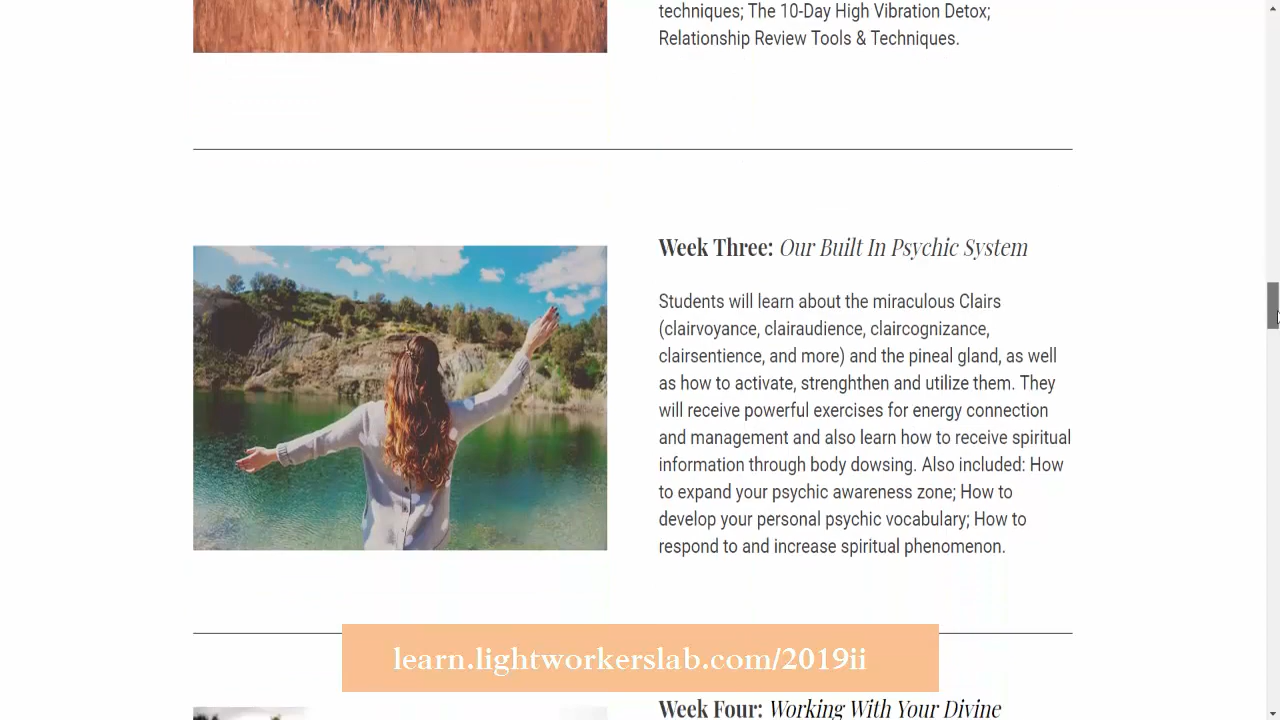 techniques; The 10-Day High Vibration Detox;
Relationship Review Tools & Techniques.
Week Three: Our Built In Psychic System
Students will learn about the miraculous Clairs
(clairvoyance, clairaudience, claircognizance,
clairsentience, and more) and the pineal gland, as well
as how to activate, strenghten and utilize them. They
will receive powerful exercises for energy connection
and management and also learn how to receive spiritual
information through body dowsing. Also included: How
to expand your psychic awareness zone; How to
develop your personal psychic vocabulary; How to
respond to and increase spiritual phenomenon.
learn.lightworkerslab.com/2019ii
Week Four: Working With Your Divine